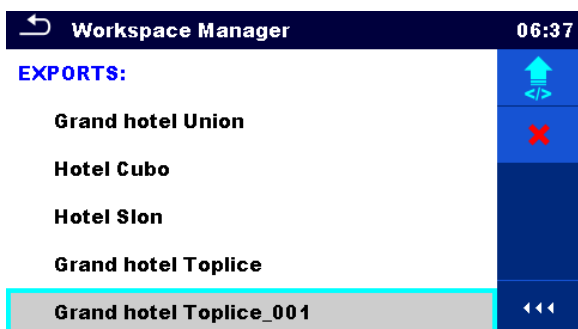 Workspace Manager 06:37
EXPORTS:
</>
Grand hotel Union
Hotel Cubo
Hotel Slon
Grand hotel Toplice
Grand hotel Toplice_001